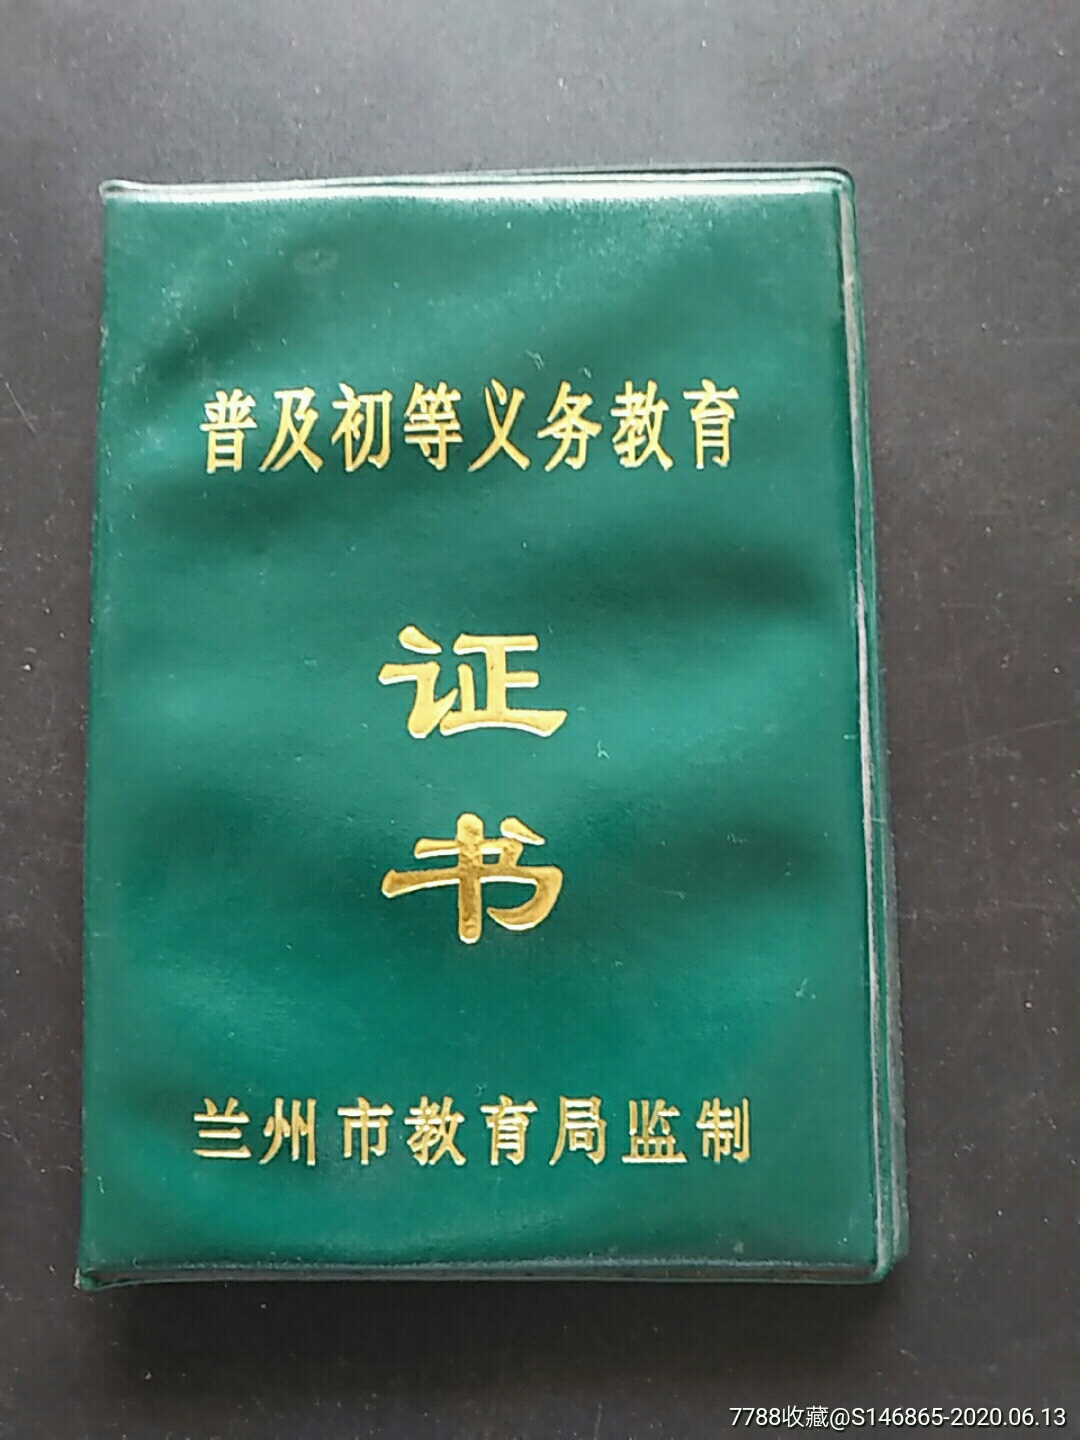 普及初等义务教育
证
书
兰州市教育局监制
7788收藏@S146865-2020.06.13